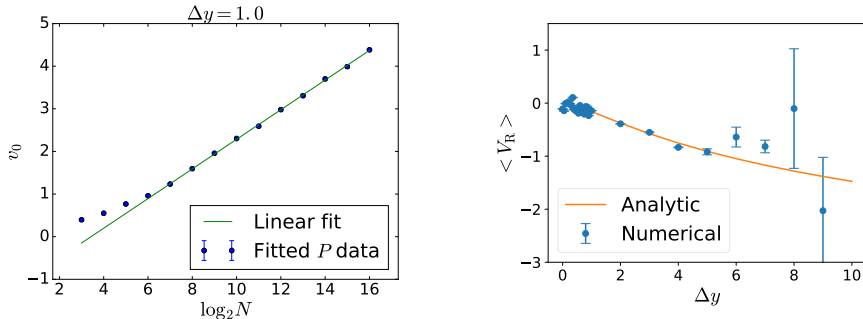 Δy = 1.0
5
4
3
2
1
0
−1
v₀
2 4 6 8 10 12 14 16
log₂N
Linear fit
Fitted P data
1
0
−1
−2
−3
< V_R >
0 2 4 6 8 10
Δy
Analytic
Numerical